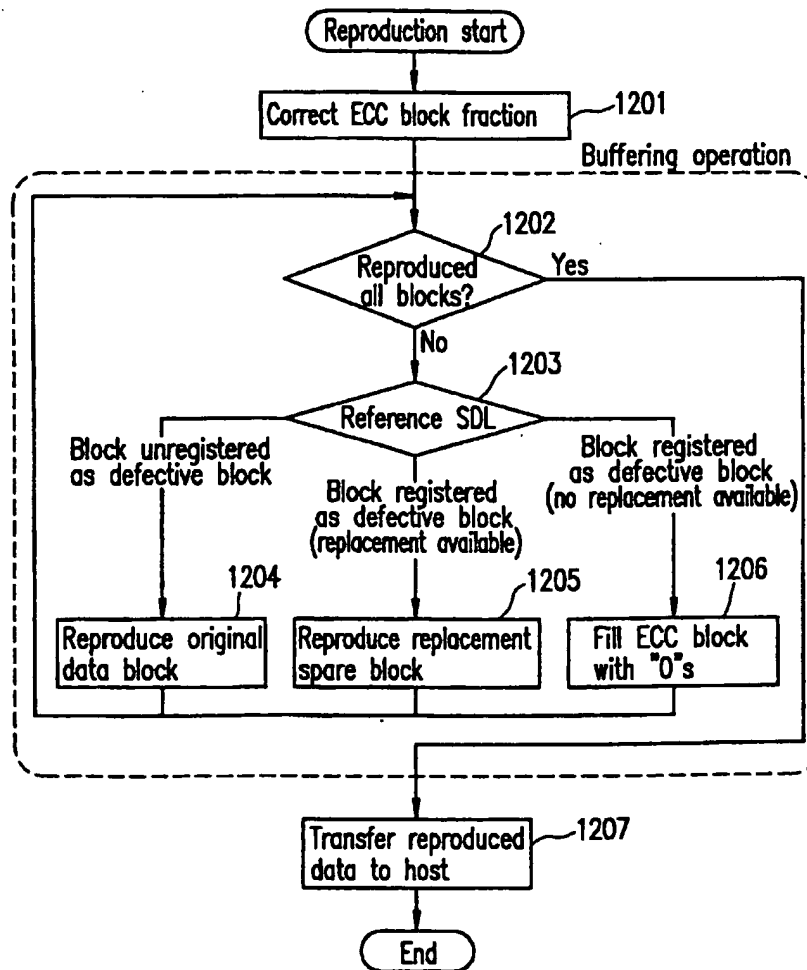 Reproduction start
Correct ECC block fraction
1201
Buffering operation
1202
Reproduced
all blocks?
Yes
No
1203
Reference SDL
Block unregistered
as defective block
Block registered
as defective block
(replacement available)
Block registered
as defective block
(no replacement available)
1204
Reproduce original
data block
1205
Reproduce replacement
spare block
1206
Fill ECC block
with "0"s
Transfer reproduced
data to host
1207
End